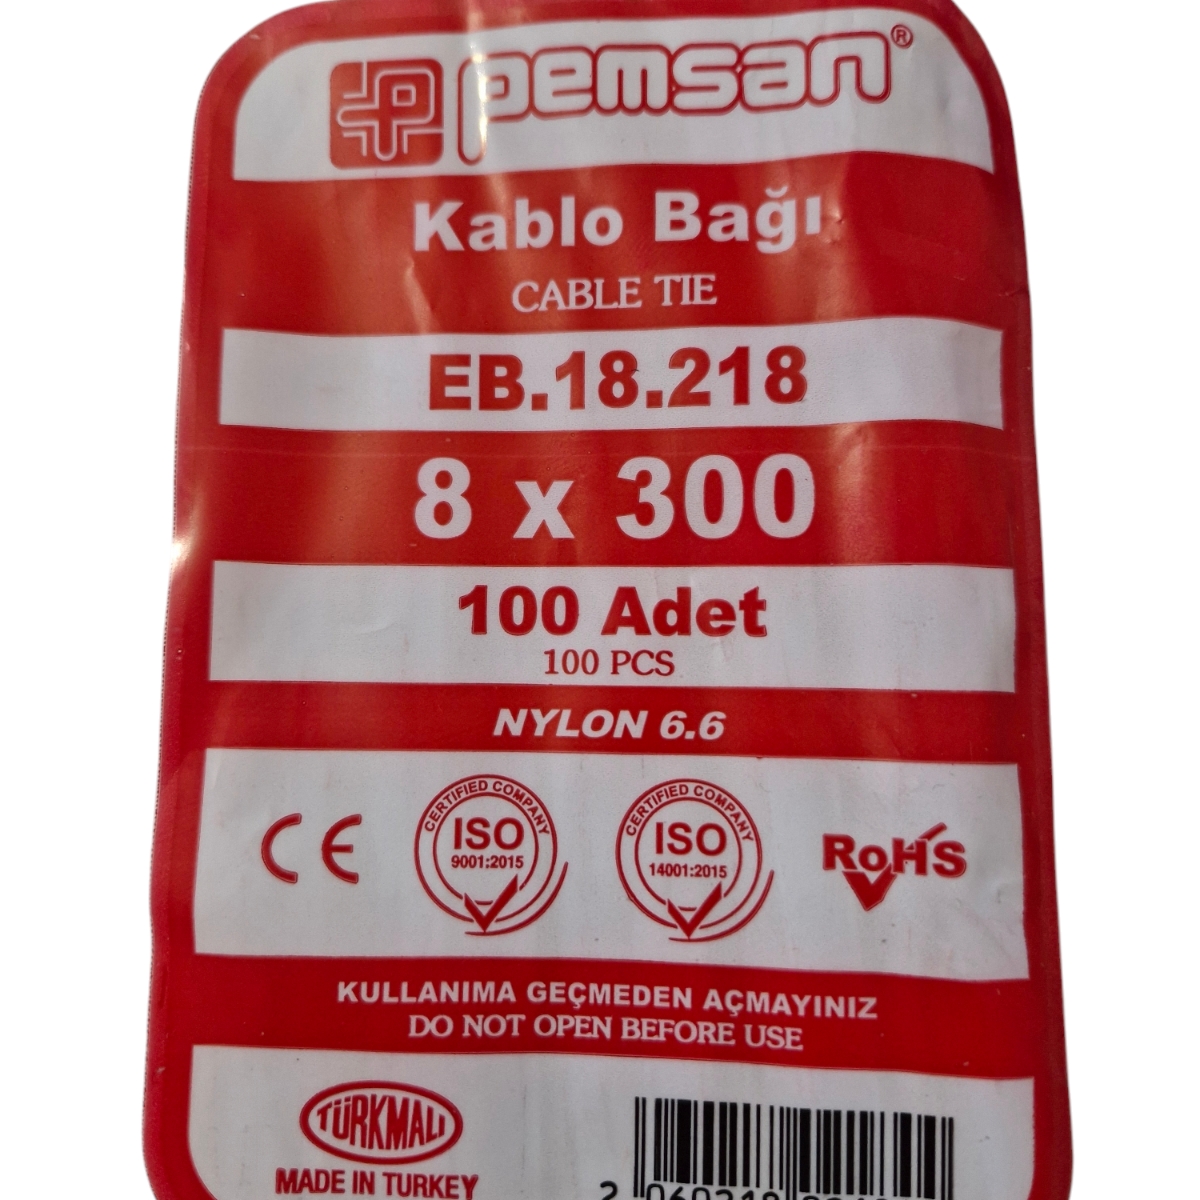 pemsan®
Kablo Bağı
CABLE TIE
EB.18.218
8 x 300
100 Adet
100 PCS
NYLON 6.6
CE
CERTIFIED COMPANY
ISO
9001:2015
CERTIFIED COMPANY
ISO
14001:2015
RoHS
KULLANIMA GEÇMEDEN AÇMAYINIZ
DO NOT OPEN BEFORE USE
TÜRKMALI
MADE IN TURKEY